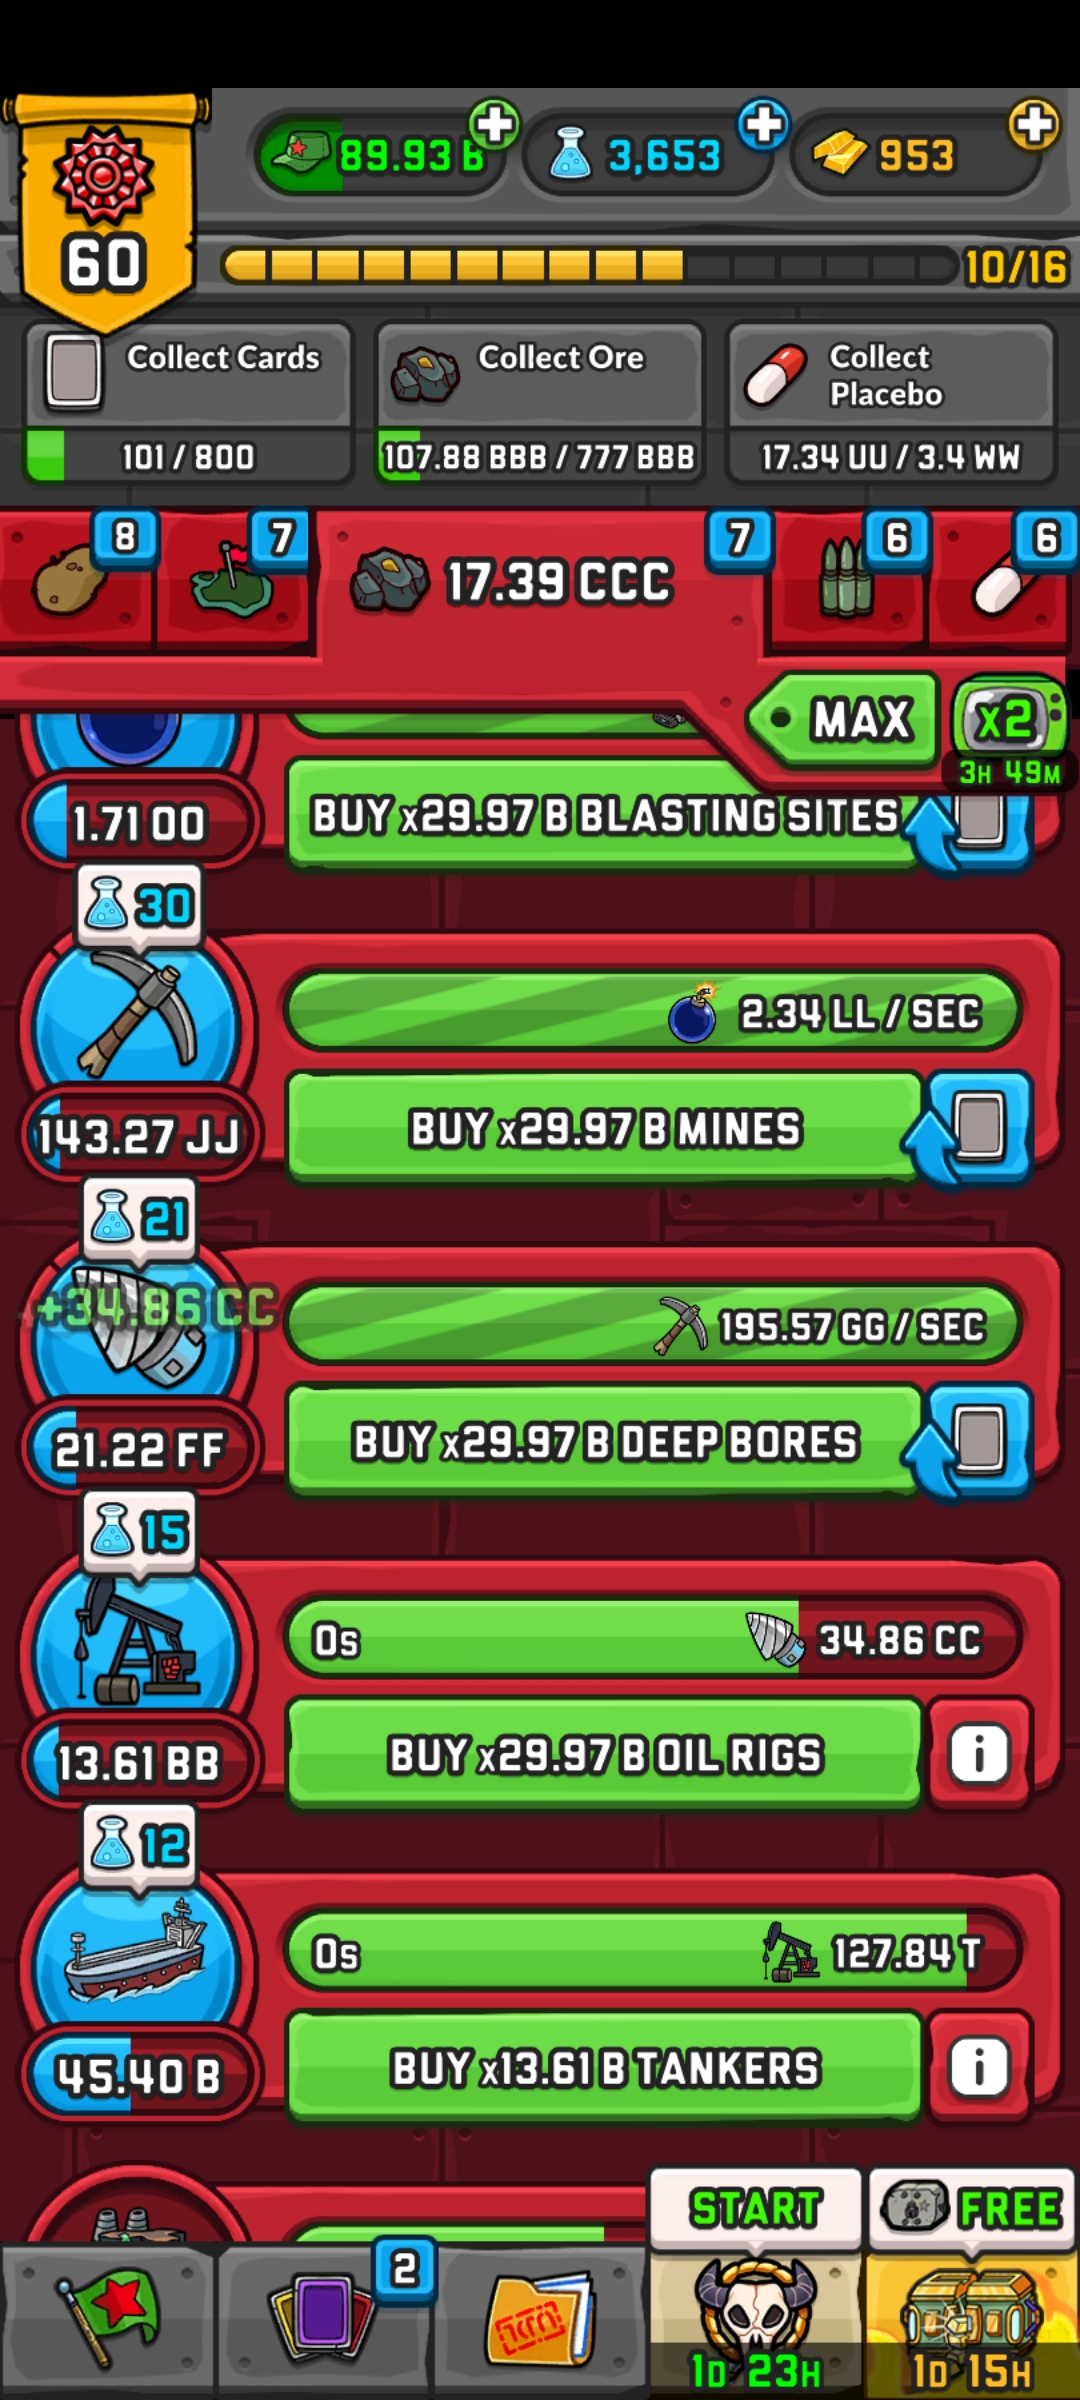 60
89.93 B
3,653
953
10/16
Collect Cards
101 / 800
Collect Ore
107.88 BBB / 777 BBB
Collect
Placebo
17.34 UU / 3.4 WW
8
7
17.39 CCC
7
6
6
MAX
x2
3H 49M
1.71 OO
BUY x29.97 B BLASTING SITES
30
2.34 LL / SEC
143.27 JJ
BUY x29.97 B MINES
21
+34.86 CC
195.57 GG / SEC
21.22 FF
BUY x29.97 B DEEP BORES
15
0s
34.86 CC
13.61 BB
BUY x29.97 B OIL RIGS
i
12
0s
127.84 T
45.40 B
BUY x13.61 B TANKERS
i
START
FREE
2
1D 23H
1D 15H